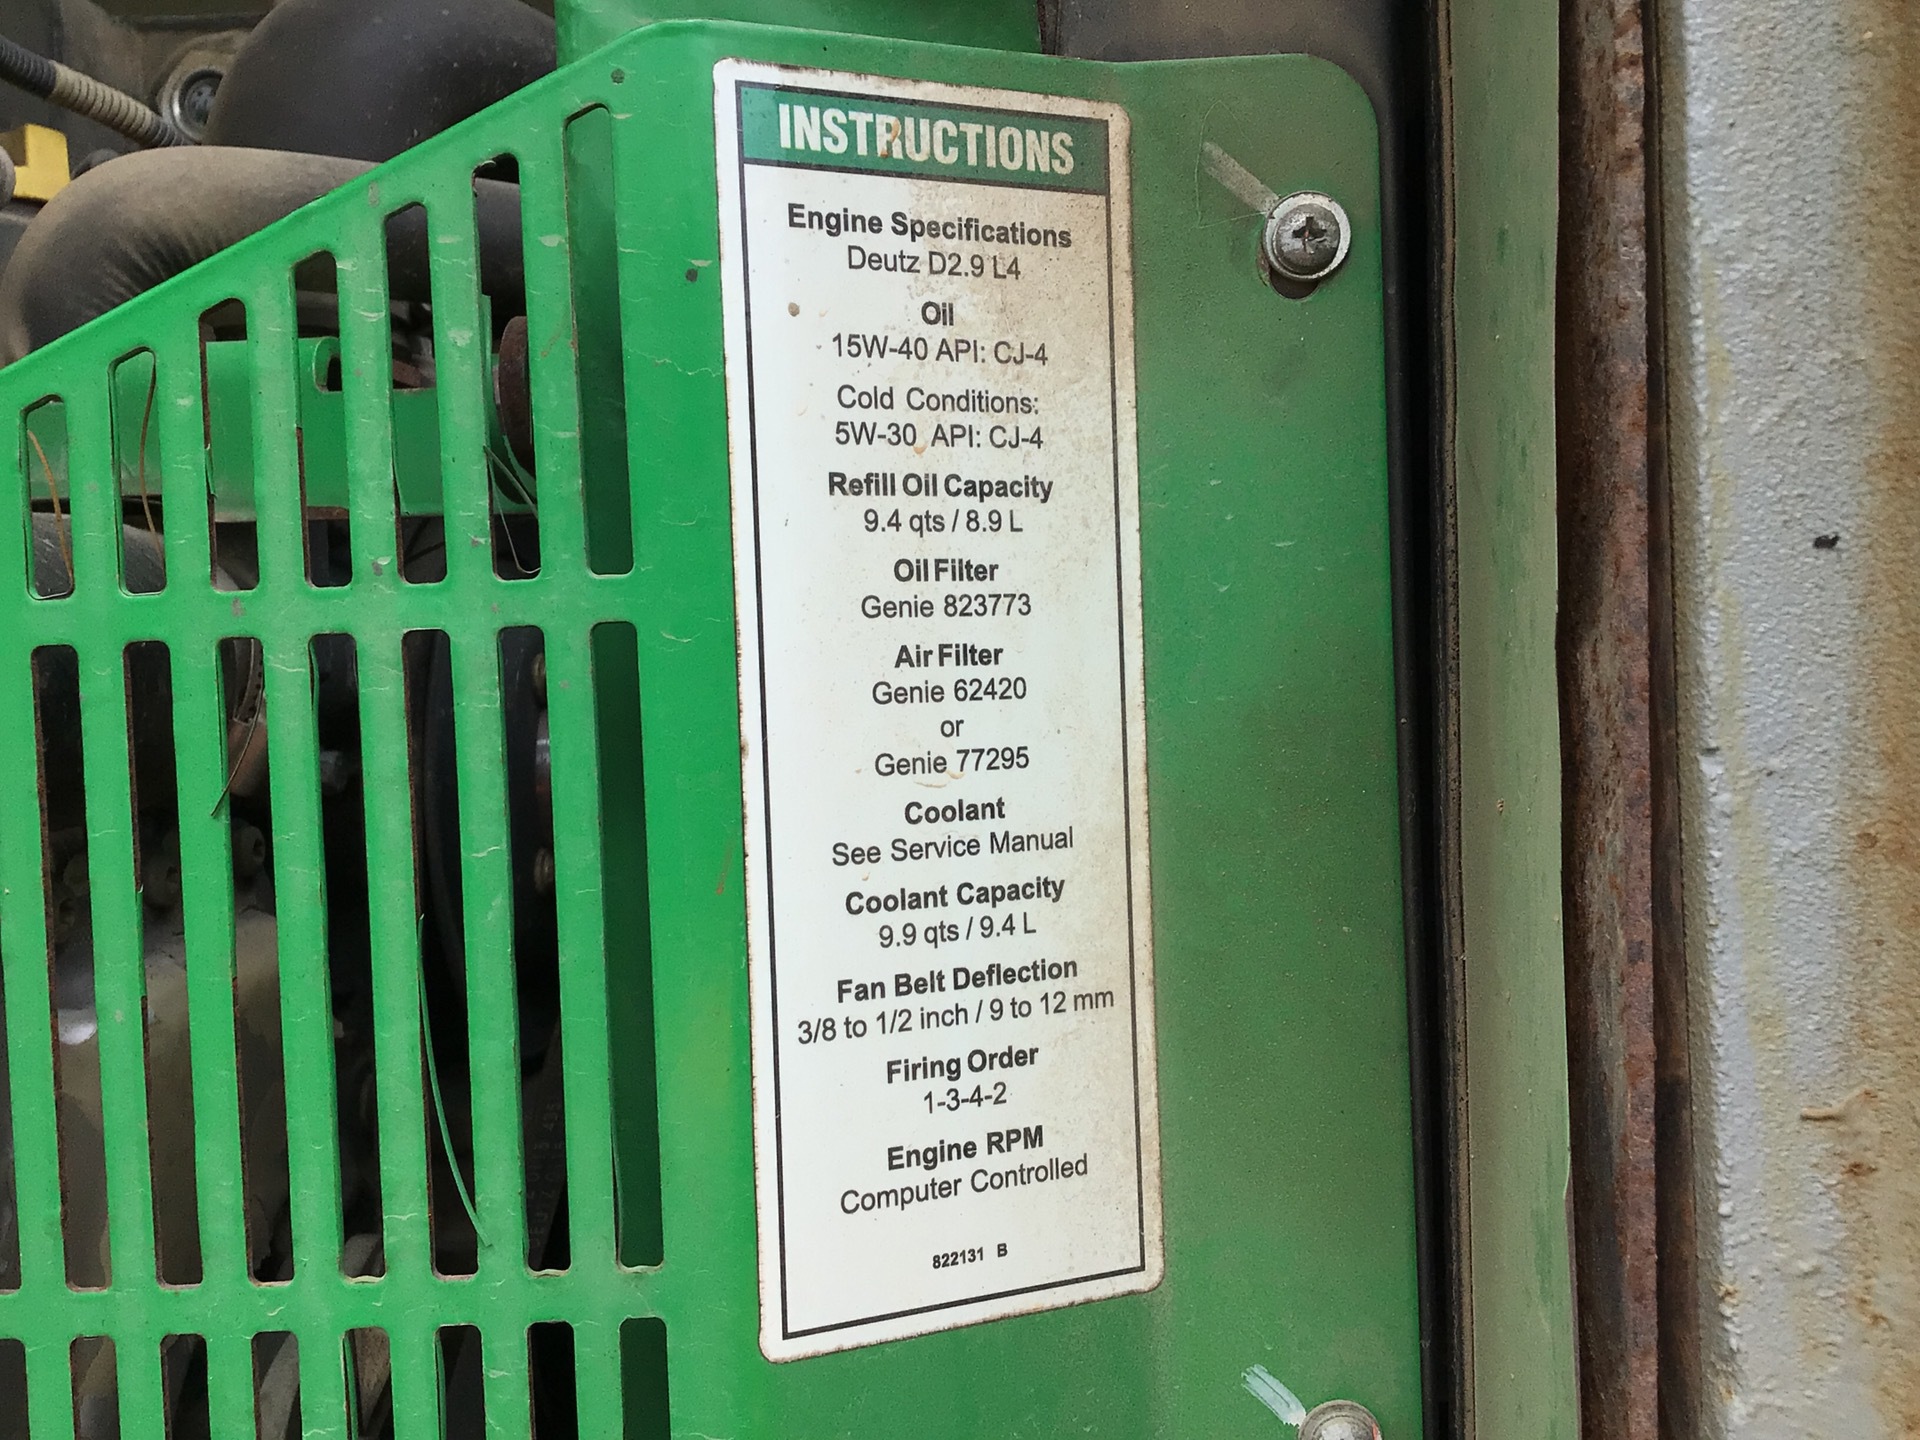 INSTRUCTIONS
Engine Specifications
Deutz D2.9 L4
Oil
15W-40 API: CJ-4
Cold Conditions:
5W-30 API: CJ-4
Refill Oil Capacity
9.4 qts / 8.9 L
Oil Filter
Genie 823773
Air Filter
Genie 62420
or
Genie 77295
Coolant
See Service Manual
Coolant Capacity
9.9 qts / 9.4 L
Fan Belt Deflection
3/8 to 1/2 inch / 9 to 12 mm
Firing Order
1-3-4-2
Engine RPM
Computer Controlled
822131 B